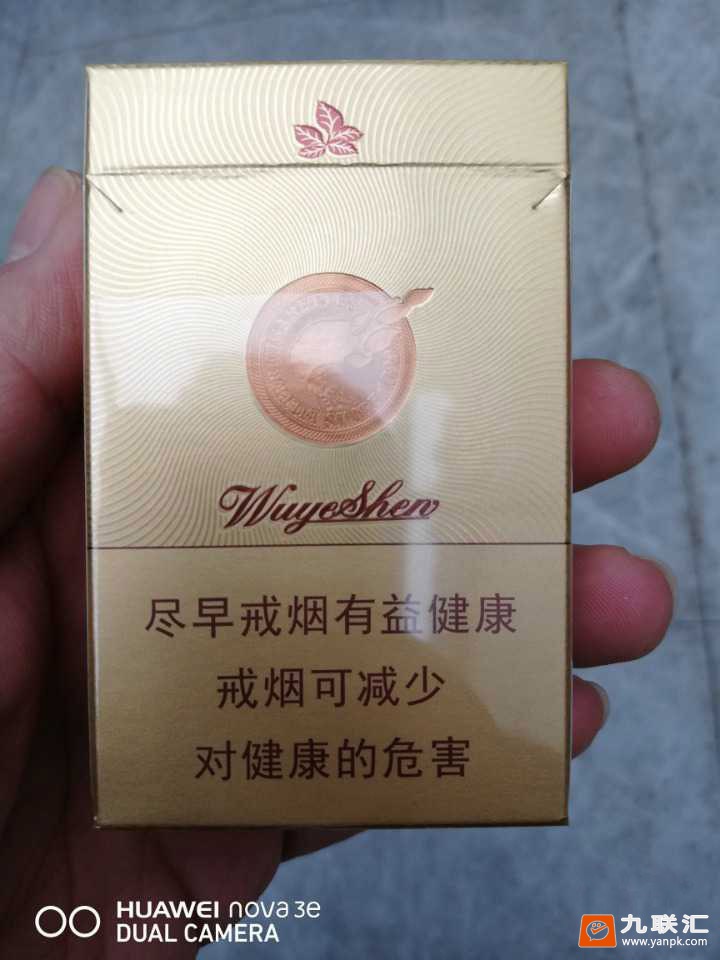 WuyeShen
尽早戒烟有益健康
戒烟可减少
对健康的危害
HUAWEI nova 3e
DUAL CAMERA
九联汇
www.yanpk.com